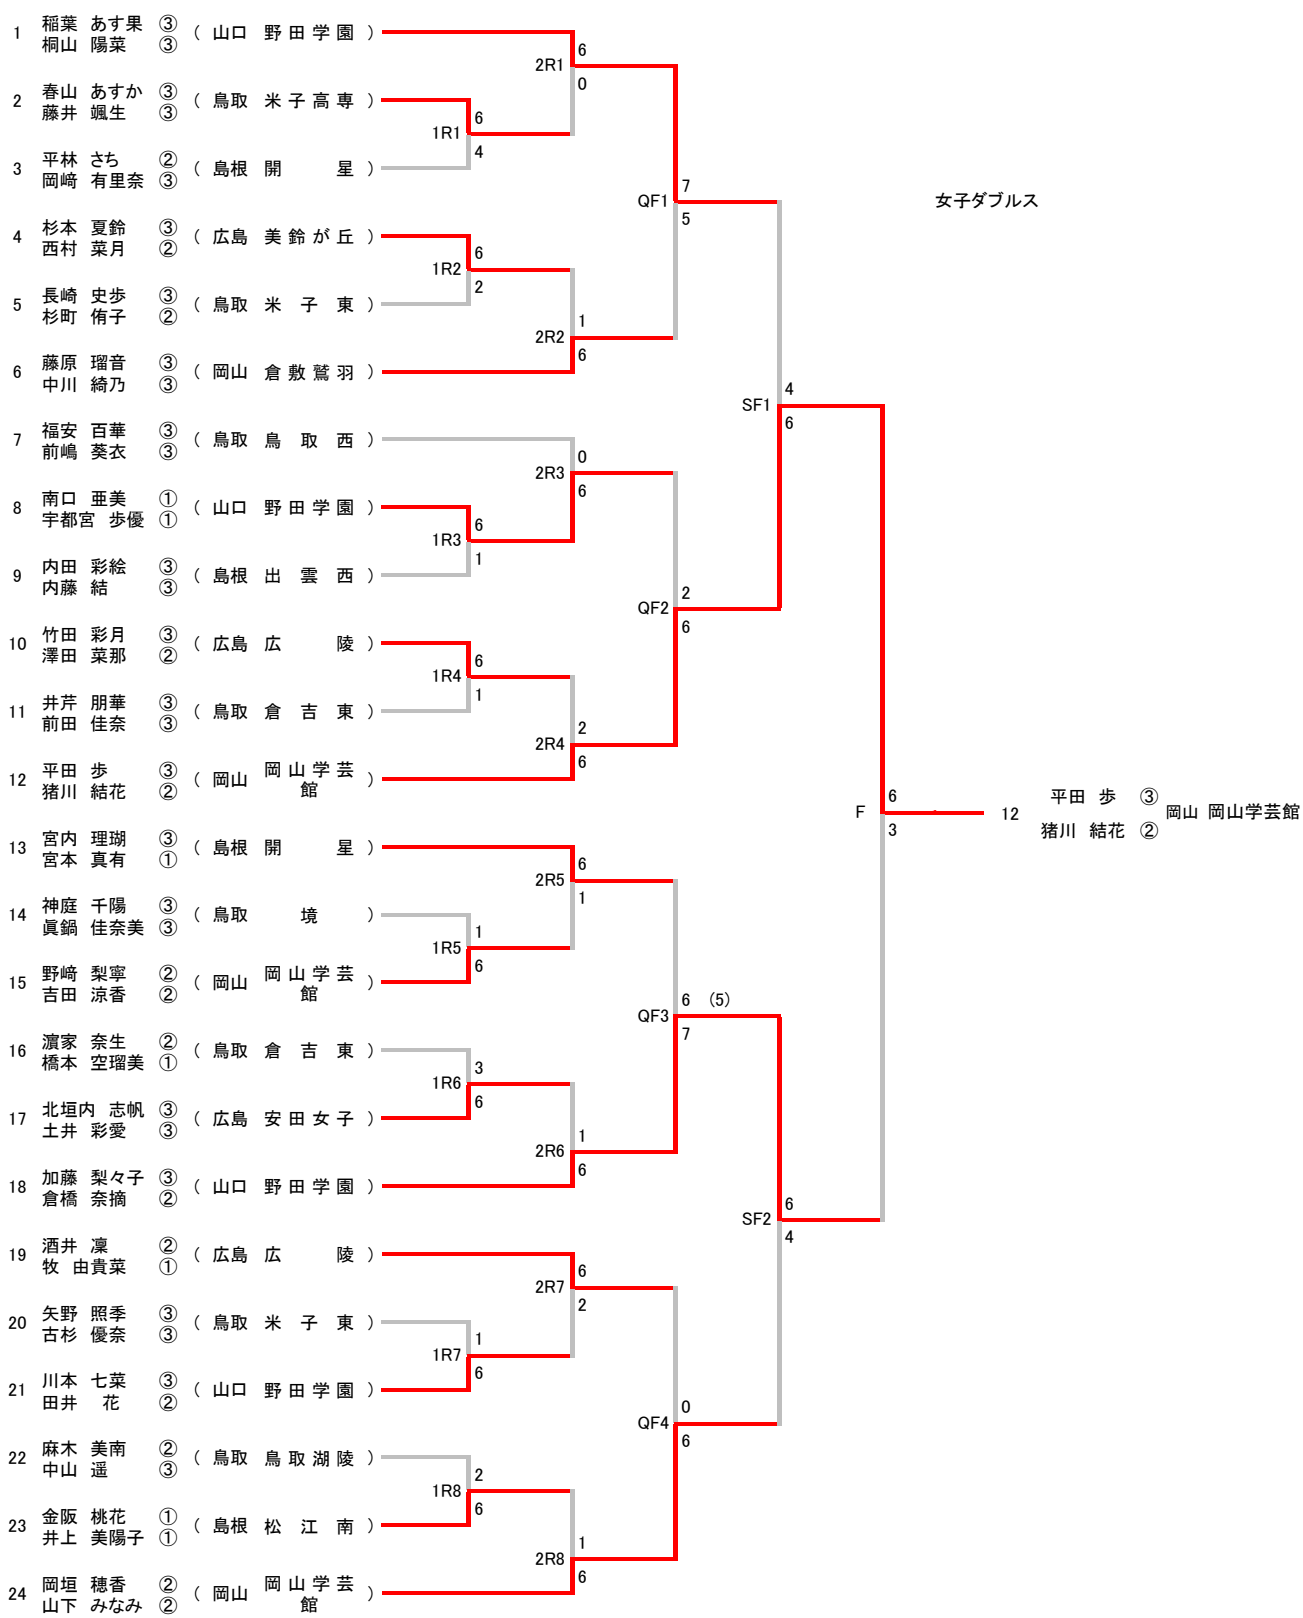 女子ダブルス
1 稲葉 あす果 ③ ( 山口 野田学園 )
桐山 陽菜 ③
2 春山 あすか ③ ( 鳥取 米子高専 )
藤井 颯生 ③
3 平林 さち ② ( 島根 開 星 )
岡﨑 有里奈 ③
4 杉本 夏鈴 ③ ( 広島 美鈴が丘 )
西村 菜月 ②
5 長崎 史歩 ③ ( 鳥取 米 子 東 )
杉町 侑子 ②
6 藤原 瑠音 ③ ( 岡山 倉敷鷲羽 )
中川 綺乃 ③
7 福安 百華 ③ ( 鳥取 鳥 取 西 )
前嶋 葵衣 ③
8 南口 亜美 ① ( 山口 野田学園 )
宇都宮 歩優 ①
9 内田 彩絵 ③ ( 島根 出 雲 西 )
内藤 結 ③
10 竹田 彩月 ③ ( 広島 広 陵 )
澤田 菜那 ②
11 井芹 朋華 ③ ( 鳥取 倉 吉 東 )
前田 佳奈 ③
12 平田 歩 ③ ( 岡山 岡山学芸館 )
猪川 結花 ②
13 宮内 理瑚 ③ ( 島根 開 星 )
宮本 真有 ①
14 神庭 千陽 ③ ( 鳥取 境 )
眞鍋 佳奈美 ③
15 野﨑 梨寧 ② ( 岡山 岡山学芸館 )
吉田 涼香 ②
16 濵家 奈生 ② ( 鳥取 倉 吉 東 )
橋本 空瑠美 ①
17 北垣内 志帆 ③ ( 広島 安田女子 )
土井 彩愛 ③
18 加藤 梨々子 ③ ( 山口 野田学園 )
倉橋 奈摘 ②
19 酒井 凜 ② ( 広島 広 陵 )
牧 由貴菜 ①
20 矢野 照季 ③ ( 鳥取 米 子 東 )
古杉 優奈 ③
21 川本 七菜 ③ ( 山口 野田学園 )
田井 花 ②
22 麻木 美南 ② ( 鳥取 鳥取湖陵 )
中山 遥 ③
23 金阪 桃花 ① ( 島根 松 江 南 )
井上 美陽子 ①
24 岡垣 穂香 ② ( 岡山 岡山学芸館 )
山下 みなみ ②
1R1 6 4
1R2 6 2
1R3 6 1
1R4 6 1
1R5 1 6
1R6 3 6
1R7 1 6
1R8 2 6
2R1 6 0
2R2 1 6
2R3 0 6
2R4 2 6
2R5 6 1
2R6 1 6
2R7 6 2
2R8 1 6
QF1 7 5
QF2 2 6
QF3 6 (5) 7
QF4 0 6
SF1 4 6
SF2 6 4
F 6 3
12 平田 歩 ③ 岡山 岡山学芸館
猪川 結花 ②